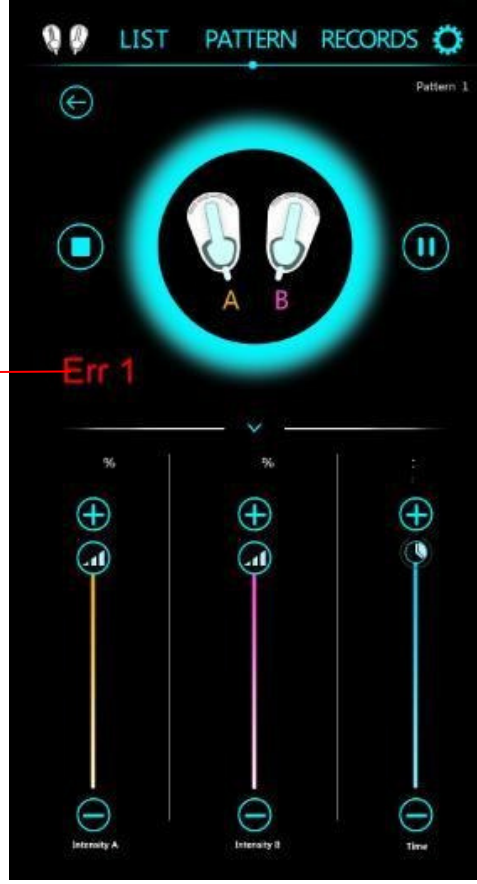 LIST PATTERN RECORDS
Pattern 1
A B
Err 1
% % :
Intensity A Intensity B Time